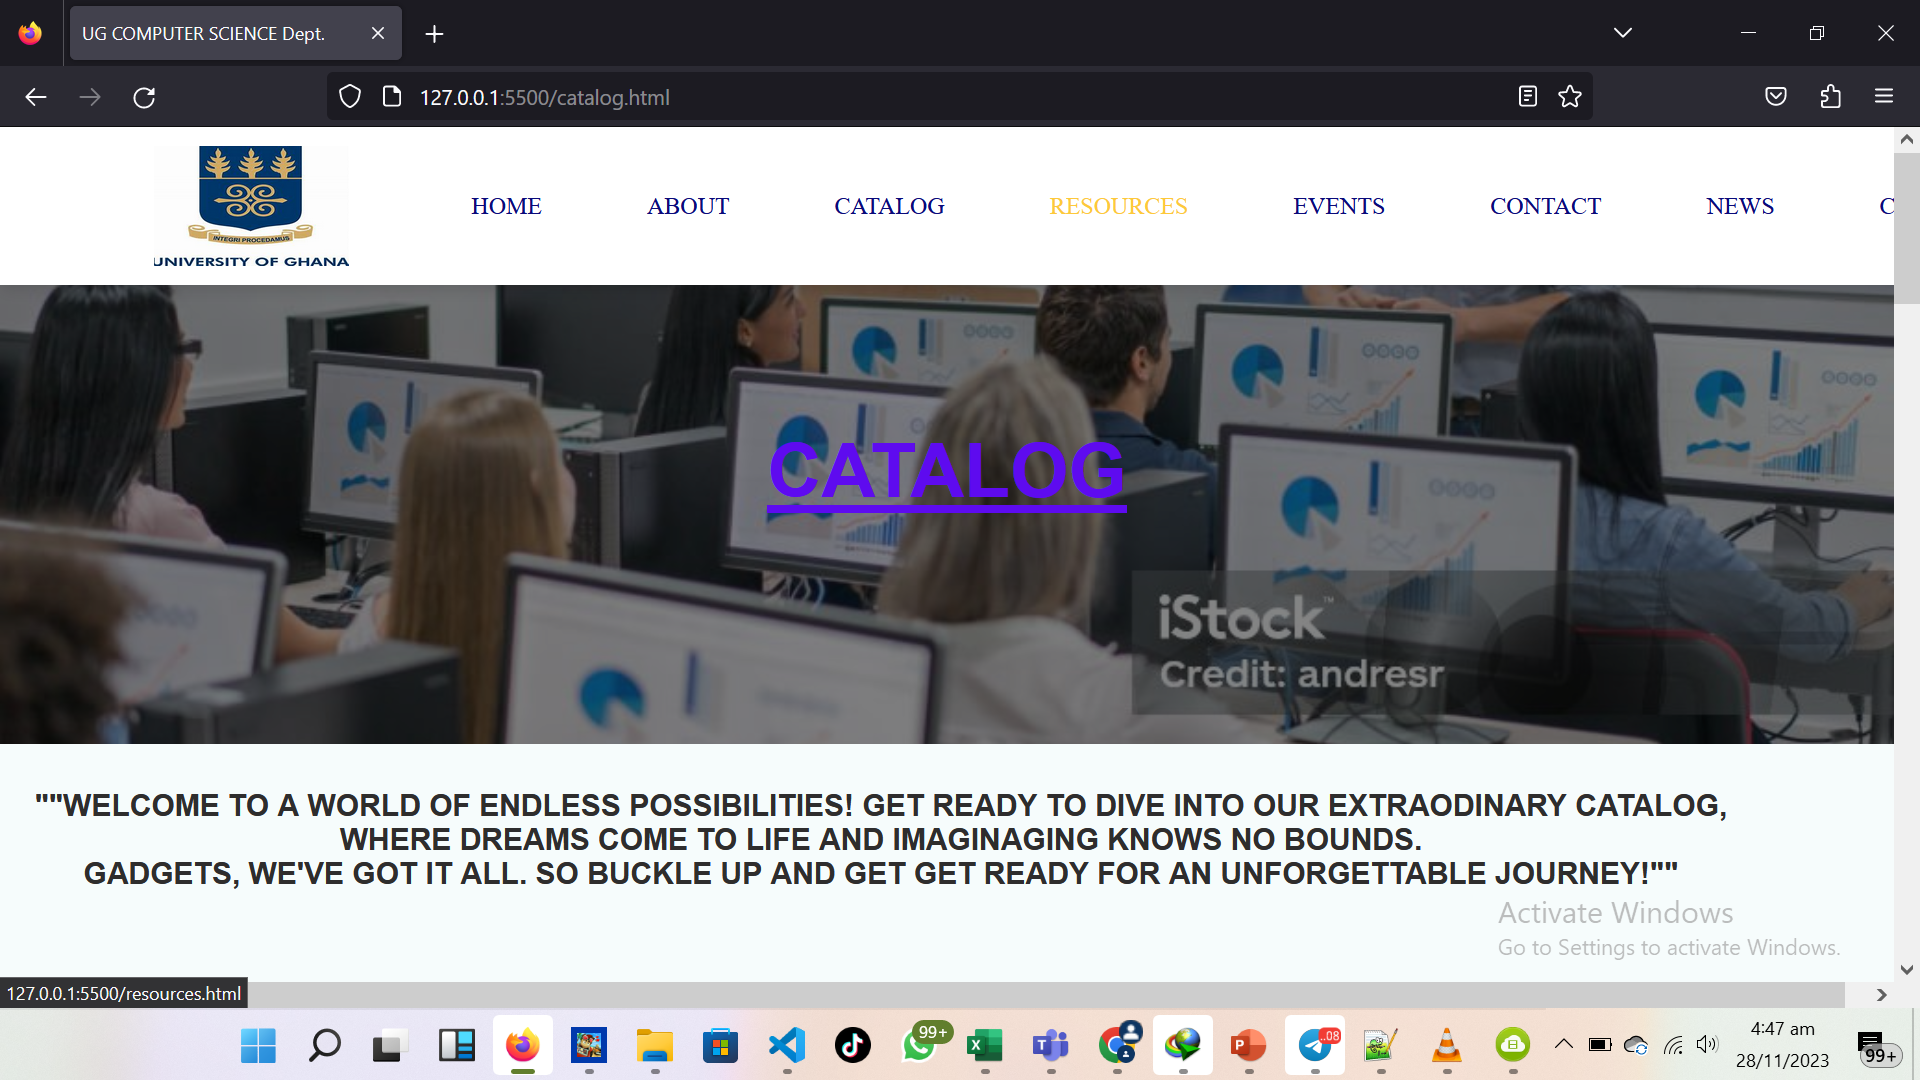 UG COMPUTER SCIENCE Dept.
127.0.0.1:5500/catalog.html
INTEGRI PROCEDAMUS
UNIVERSITY OF GHANA
HOME ABOUT CATALOG RESOURCES EVENTS CONTACT NEWS C
CATALOG
iStock™
Credit: andresr
""WELCOME TO A WORLD OF ENDLESS POSSIBILITIES! GET READY TO DIVE INTO OUR EXTRAODINARY CATALOG,
WHERE DREAMS COME TO LIFE AND IMAGINAGING KNOWS NO BOUNDS.
GADGETS, WE'VE GOT IT ALL. SO BUCKLE UP AND GET GET READY FOR AN UNFORGETTABLE JOURNEY!""
Activate Windows
Go to Settings to activate Windows.
127.0.0.1:5500/resources.html
99+
..08
4:47 am
28/11/2023
99+